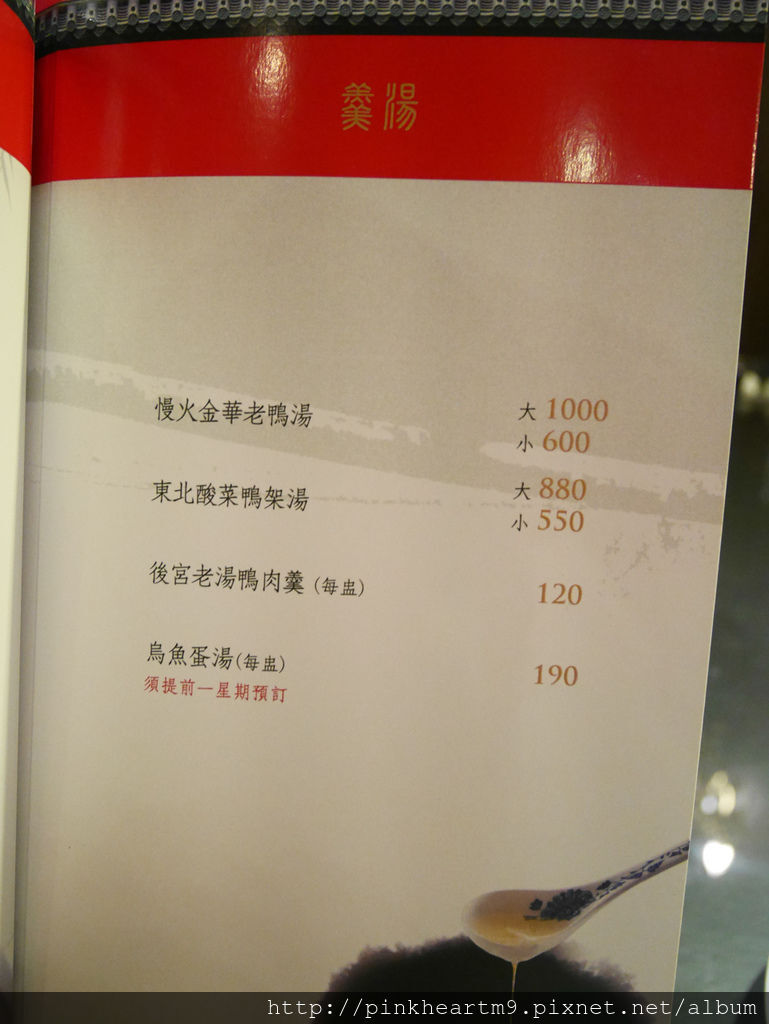 羹湯
慢火金華老鴨湯 大 1000
小 600
東北酸菜鴨架湯 大 880
小 550
後宮老湯鴨肉羹 (每盅) 120
烏魚蛋湯(每盅) 190
須提前一星期預訂
http://pinkheartm9.pixnet.net/album